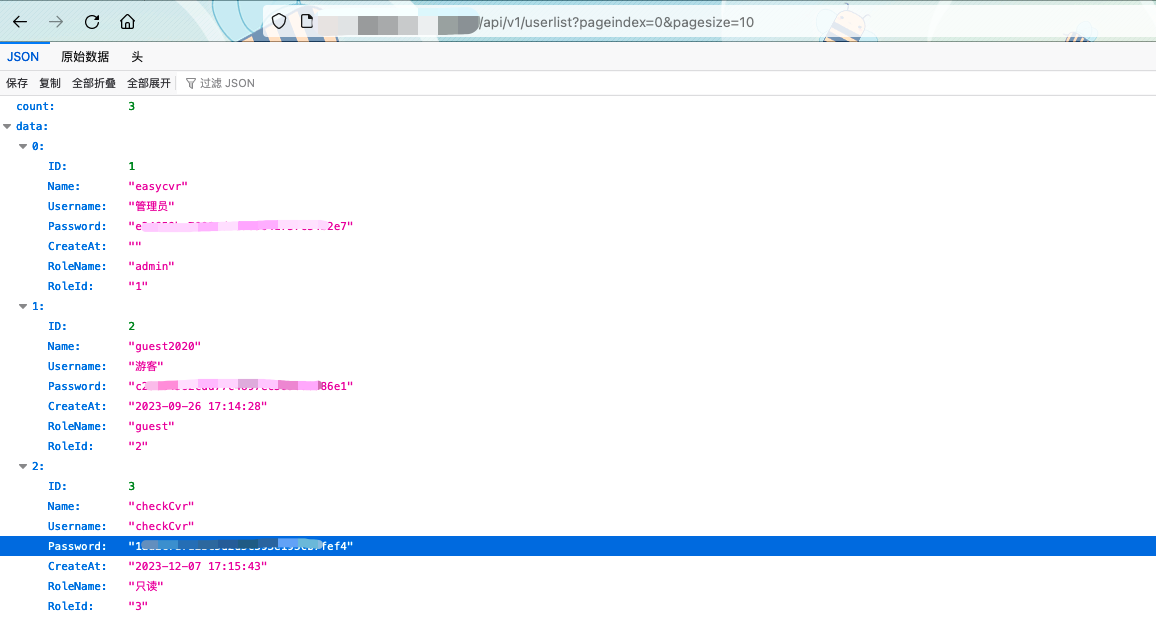 /api/v1/userlist?pageindex=0&pagesize=10
JSON 原始数据 头
保存 复制 全部折叠 全部展开 过滤 JSON
count: 3
data:
0:
ID: 1
Name: "easycvr"
Username: "管理员"
Password: "e 2e7"
CreateAt: ""
RoleName: "admin"
RoleId: "1"
1:
ID: 2
Name: "guest2020"
Username: "游客"
Password: "c2 86e1"
CreateAt: "2023-09-26 17:14:28"
RoleName: "guest"
RoleId: "2"
2:
ID: 3
Name: "checkCvr"
Username: "checkCvr"
Password: "1 fef4"
CreateAt: "2023-12-07 17:15:43"
RoleName: "只读"
RoleId: "3"